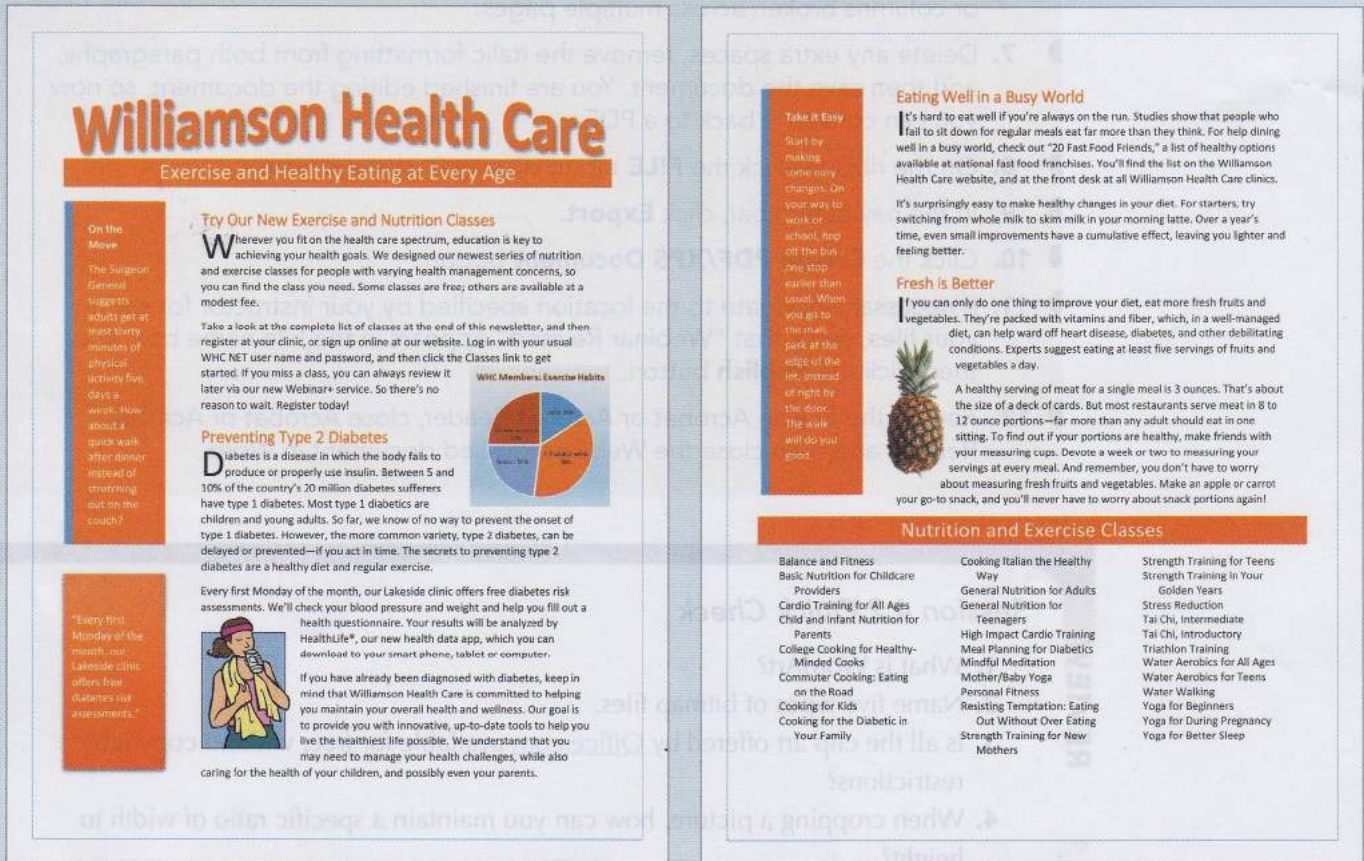 Williamson Health Care
Exercise and Healthy Eating at Every Age
On the
Move
The Surgeon
General
suggests
adults get at
least thirty
minutes of
physical
activity five
days a
week. How
about a
quick walk
after dinner
instead of
stretching
out on the
couch?
"Every first
Monday of the
month, our
Lakeside clinic
offers free
diabetes risk
assessments."
Try Our New Exercise and Nutrition Classes
Wherever you fit on the health care spectrum, education is key to
achieving your health goals. We designed our newest series of nutrition
and exercise classes for people with varying health management concerns, so
you can find the class you need. Some classes are free; others are available at a
modest fee.
Take a look at the complete list of classes at the end of this newsletter, and then
register at your clinic, or sign up online at our website. Log in with your usual
WHC NET user name and password, and then click the Classes link to get
started. If you miss a class, you can always review it
later via our new Webinar+ service. So there's no
reason to wait. Register today!
WHC Members: Exercise Habits
Preventing Type 2 Diabetes
Diabetes is a disease in which the body fails to
produce or properly use insulin. Between 5 and
10% of the country's 20 million diabetes sufferers
have type 1 diabetes. Most type 1 diabetics are
children and young adults. So far, we know of no way to prevent the onset of
type 1 diabetes. However, the more common variety, type 2 diabetes, can be
delayed or prevented—if you act in time. The secrets to preventing type 2
diabetes are a healthy diet and regular exercise.
Every first Monday of the month, our Lakeside clinic offers free diabetes risk
assessments. We'll check your blood pressure and weight and help you fill out a
health questionnaire. Your results will be analyzed by
HealthLife®, our new health data app, which you can
download to your smart phone, tablet or computer.
If you have already been diagnosed with diabetes, keep in
mind that Williamson Health Care is committed to helping
you maintain your overall health and wellness. Our goal is
to provide you with innovative, up-to-date tools to help you
live the healthiest life possible. We understand that you
may need to manage your health challenges, while also
caring for the health of your children, and possibly even your parents.
Take it Easy
Start by
making
some easy
changes. On
your way to
work or
school, hop
off the bus
one stop
earlier than
usual. When
you go to
the mall,
park at the
edge of the
lot, instead
of right by
the door.
The walk
will do you
good.
Eating Well in a Busy World
It's hard to eat well if you're always on the run. Studies show that people who
fail to sit down for regular meals eat far more than they think. For help dining
well in a busy world, check out "20 Fast Food Friends," a list of healthy options
available at national fast food franchises. You'll find the list on the Williamson
Health Care website, and at the front desk at all Williamson Health Care clinics.
It's surprisingly easy to make healthy changes in your diet. For starters, try
switching from whole milk to skim milk in your morning latte. Over a year's
time, even small improvements have a cumulative effect, leaving you lighter and
feeling better.
Fresh is Better
If you can only do one thing to improve your diet, eat more fresh fruits and
vegetables. They're packed with vitamins and fiber, which, in a well-managed
diet, can help ward off heart disease, diabetes, and other debilitating
conditions. Experts suggest eating at least five servings of fruits and
vegetables a day.
A healthy serving of meat for a single meal is 3 ounces. That's about
the size of a deck of cards. But most restaurants serve meat in 8 to
12 ounce portions—far more than any adult should eat in one
sitting. To find out if your portions are healthy, make friends with
your measuring cups. Devote a week or two to measuring your
servings at every meal. And remember, you don't have to worry
about measuring fresh fruits and vegetables. Make an apple or carrot
your go-to snack, and you'll never have to worry about snack portions again!
Nutrition and Exercise Classes
Balance and Fitness
Basic Nutrition for Childcare
Providers
Cardio Training for All Ages
Child and Infant Nutrition for
Parents
College Cooking for Healthy-
Minded Cooks
Commuter Cooking: Eating
on the Road
Cooking for Kids
Cooking for the Diabetic in
Your Family
Cooking Italian the Healthy
Way
General Nutrition for Adults
General Nutrition for
Teenagers
High Impact Cardio Training
Meal Planning for Diabetics
Mindful Meditation
Mother/Baby Yoga
Personal Fitness
Resisting Temptation: Eating
Out Without Over Eating
Strength Training for New
Mothers
Strength Training for Teens
Strength Training in Your
Golden Years
Stress Reduction
Tai Chi, Intermediate
Tai Chi, Introductory
Triathlon Training
Water Aerobics for All Ages
Water Aerobics for Teens
Water Walking
Yoga for Beginners
Yoga for During Pregnancy
Yoga for Better Sleep